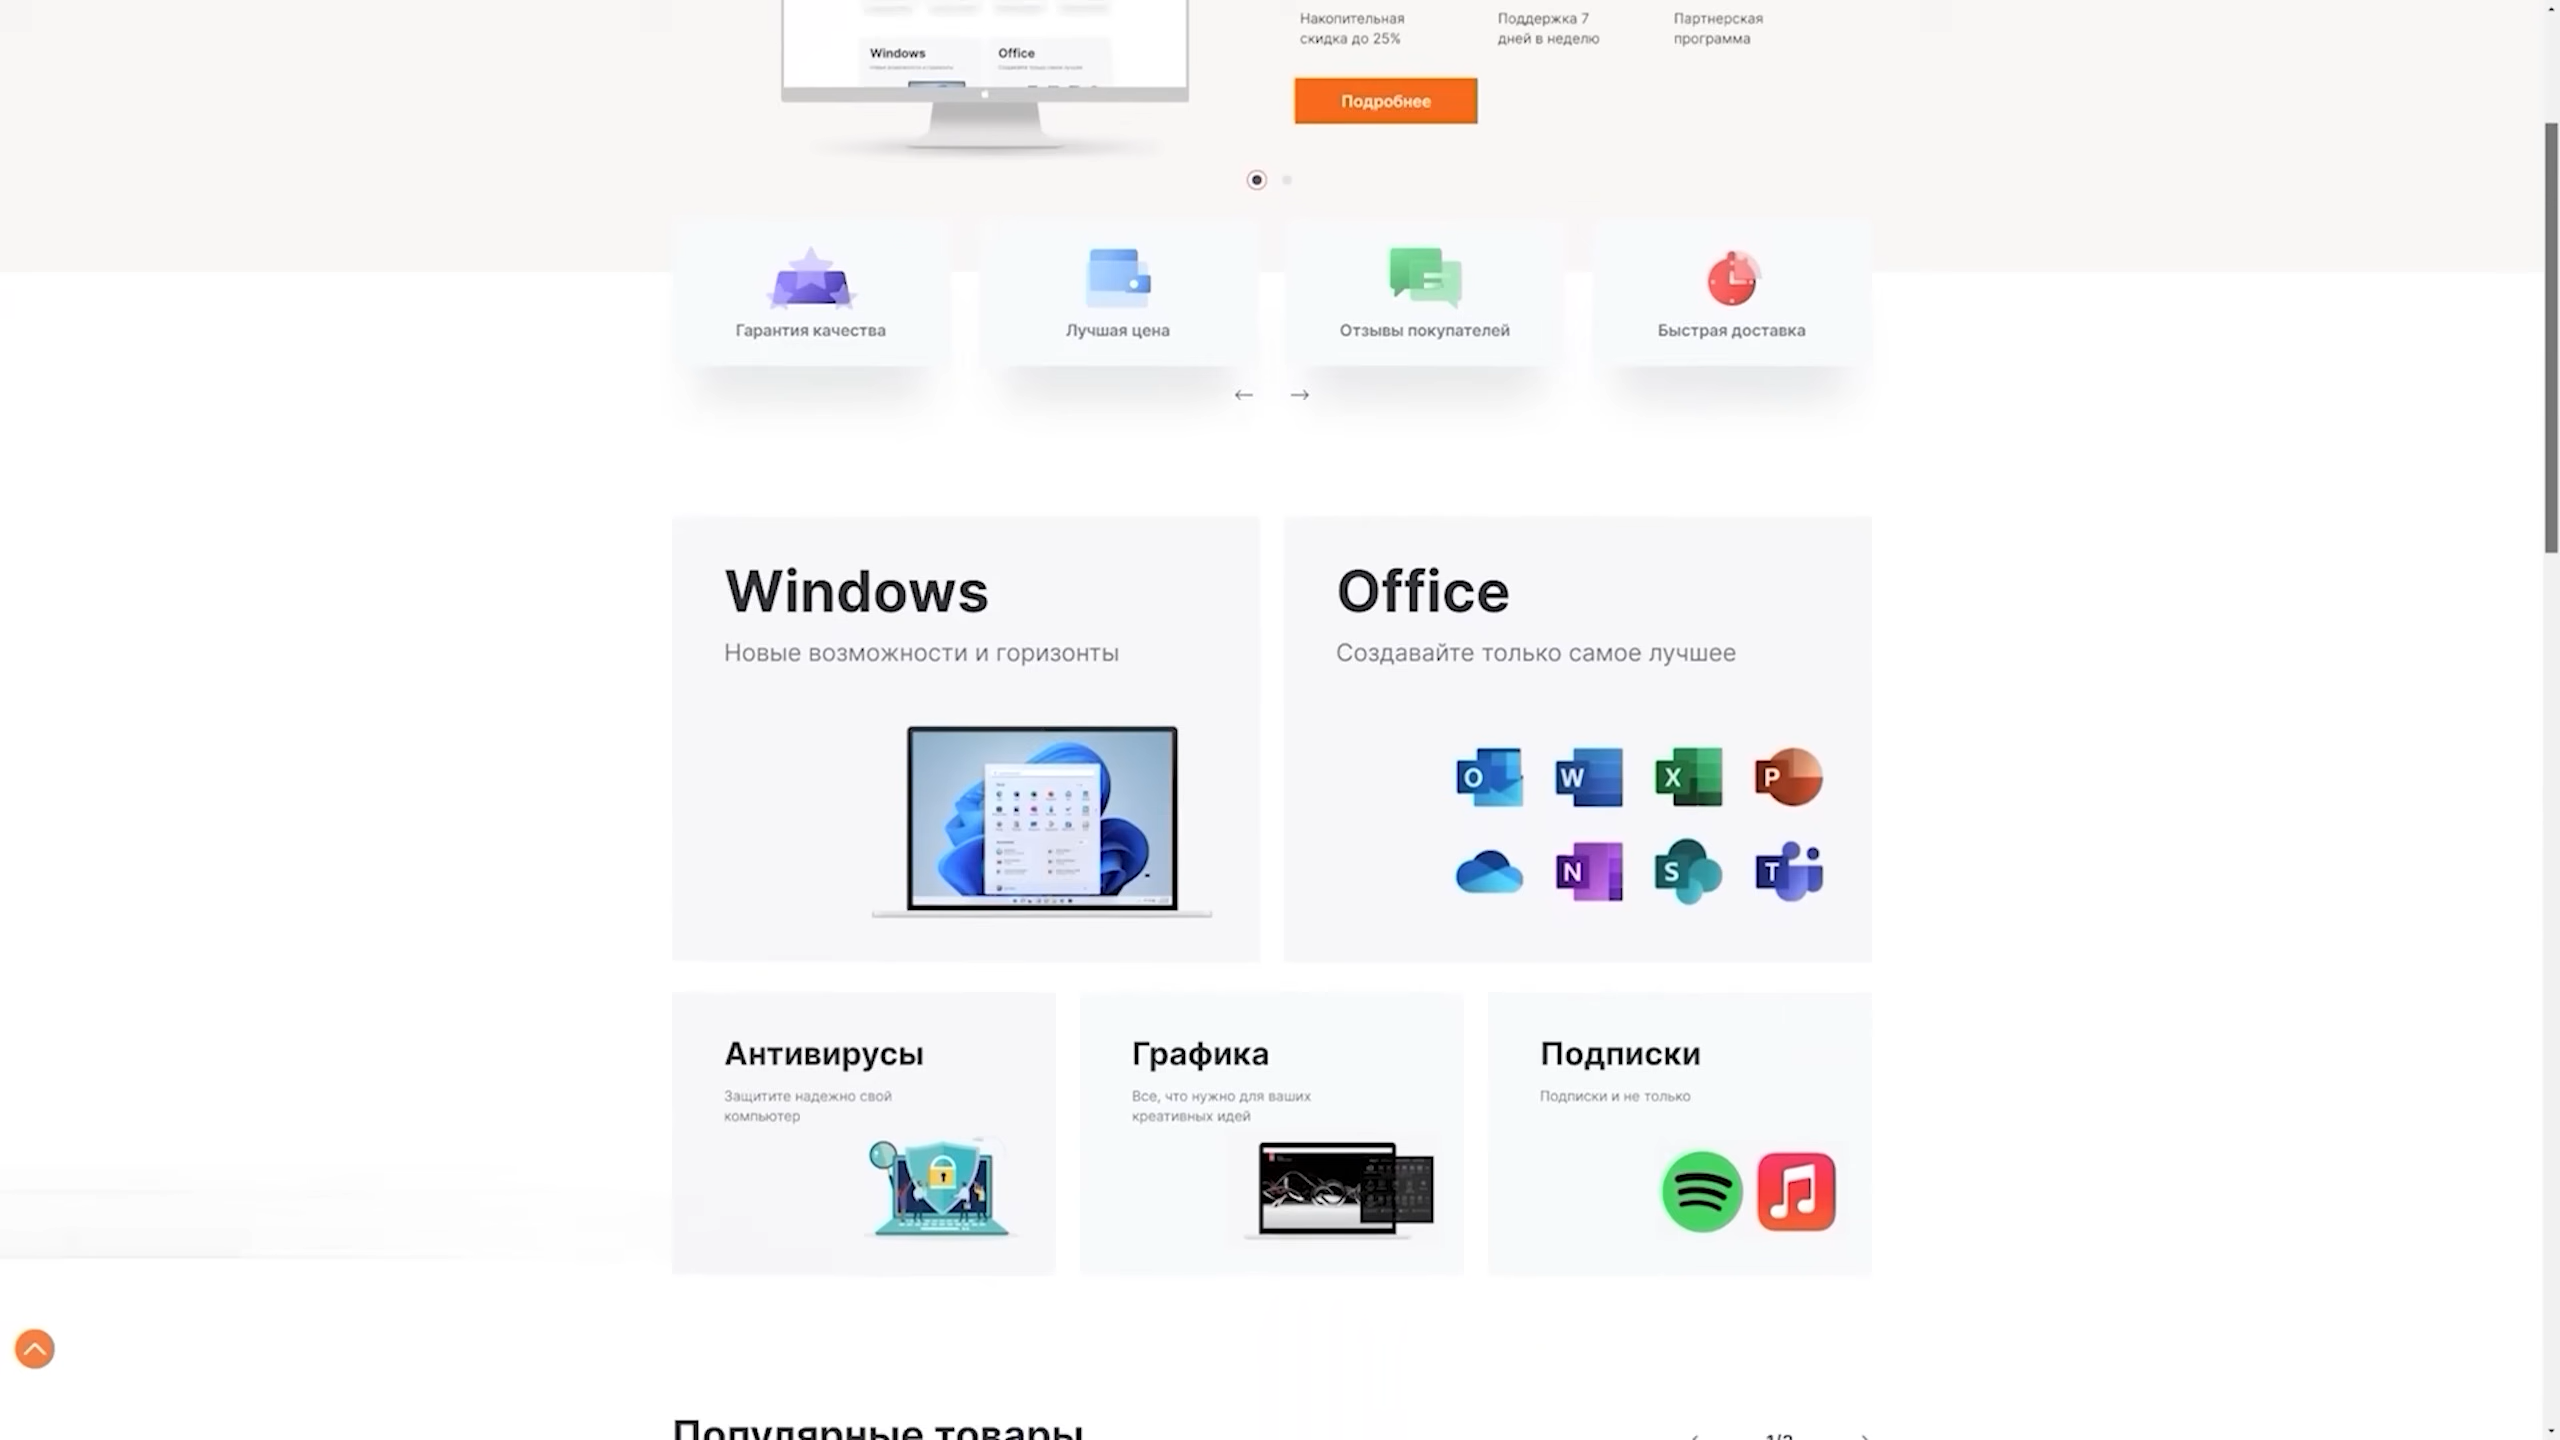 Накопительная
скидка до 25%
Поддержка 7
дней в неделю
Партнерская
программа
Windows
Office
Подробнее
Гарантия качества
Лучшая цена
Отзывы покупателей
Быстрая доставка
Windows
Новые возможности и горизонты
Office
Создавайте только самое лучшее
O
W
X
P
N
S
T
Антивирусы
Защитите надежно свой
компьютер
Графика
Все, что нужно для ваших
креативных идей
Подписки
Подписки и не только
Популярные товары